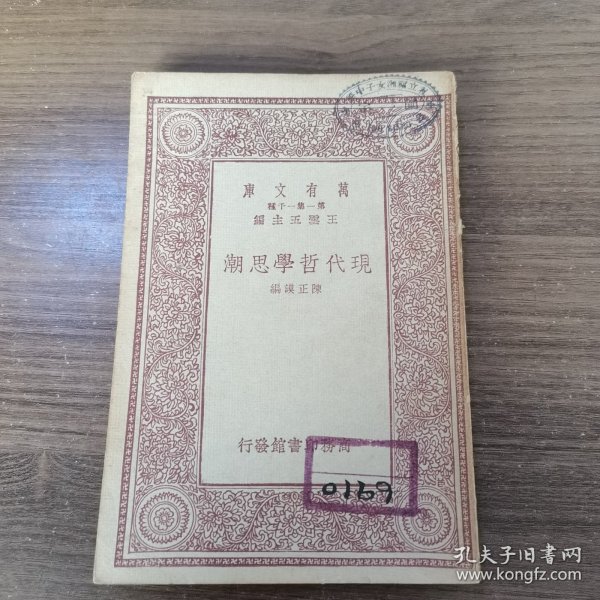 萬有文庫
第一集一千種
王雲五主編
現代哲學思潮
陳正謨編
商務印書館發行
0169
孔夫子旧书网
www.kongfz.com